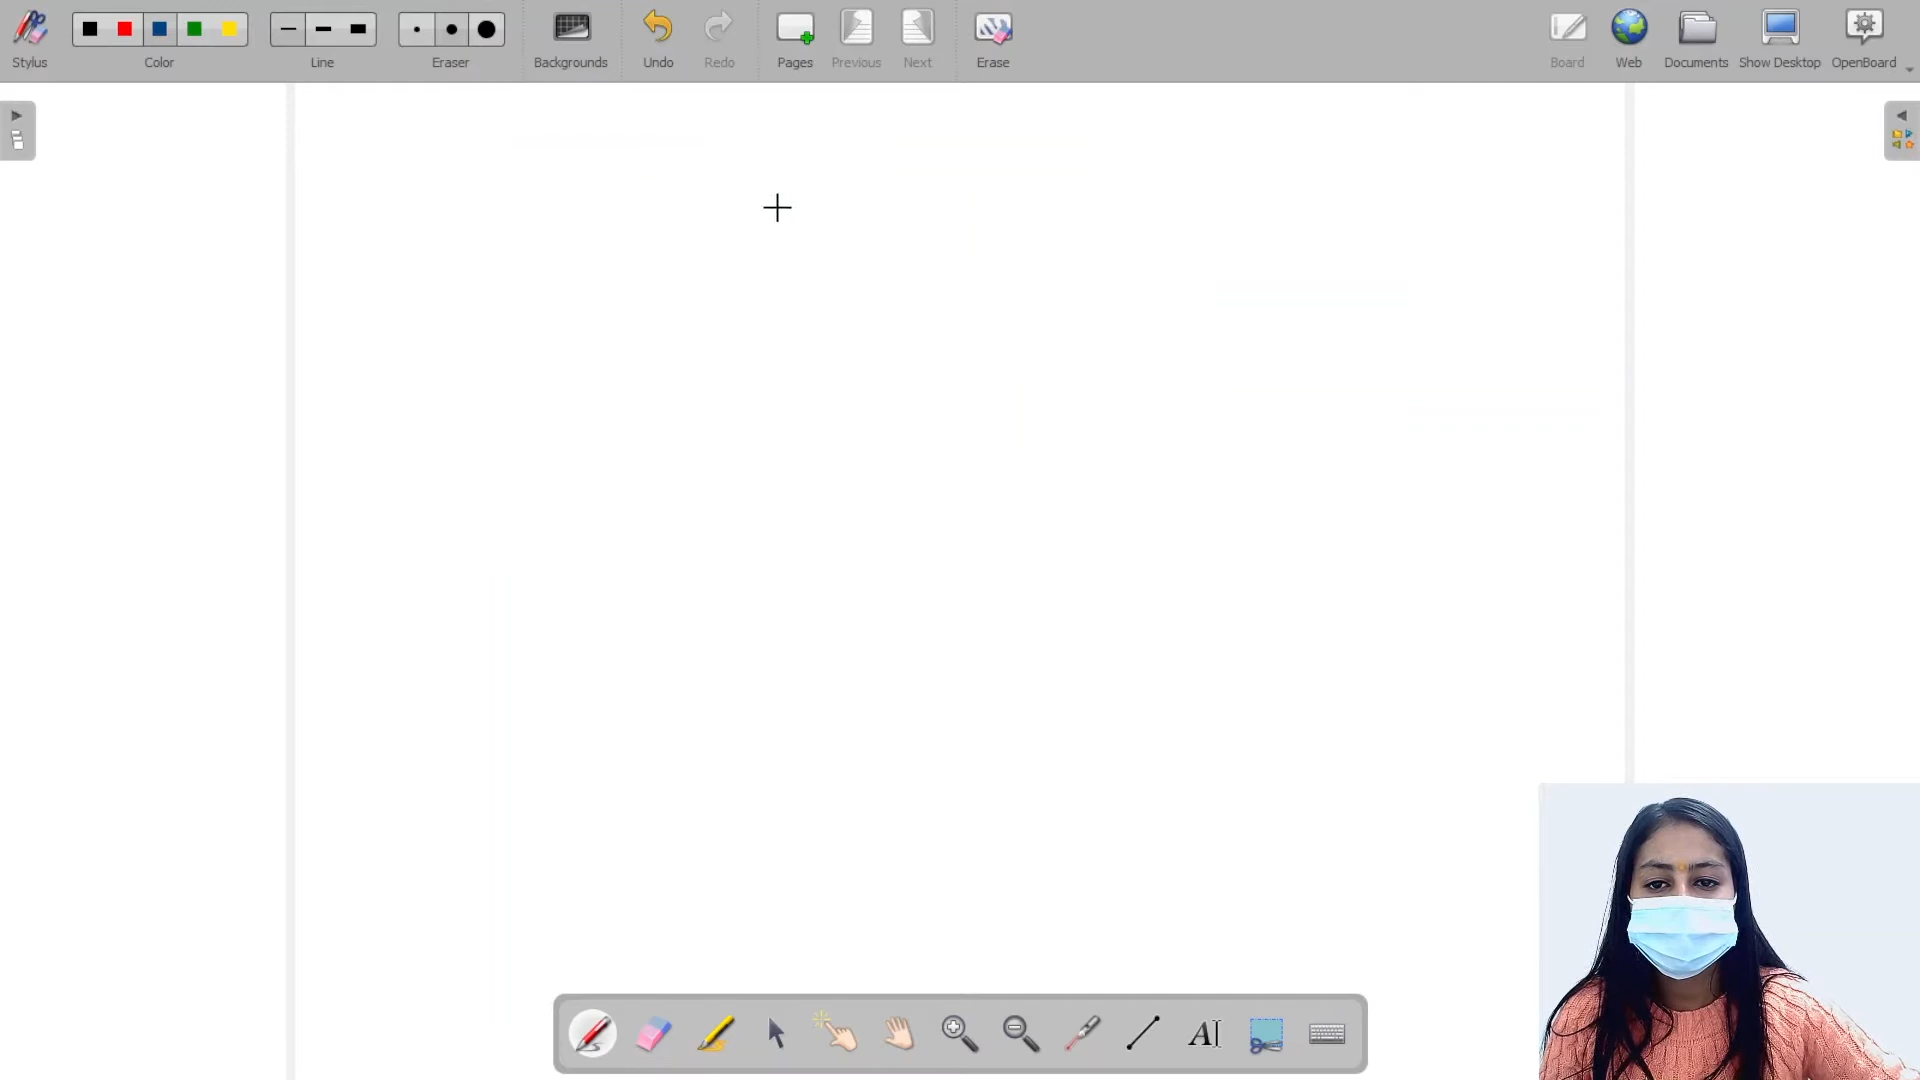 Stylus
Color
Line
Eraser
Backgrounds
Undo
Redo
Pages
Previous
Next
Erase
Board
Web
Documents
Show Desktop
OpenBoard